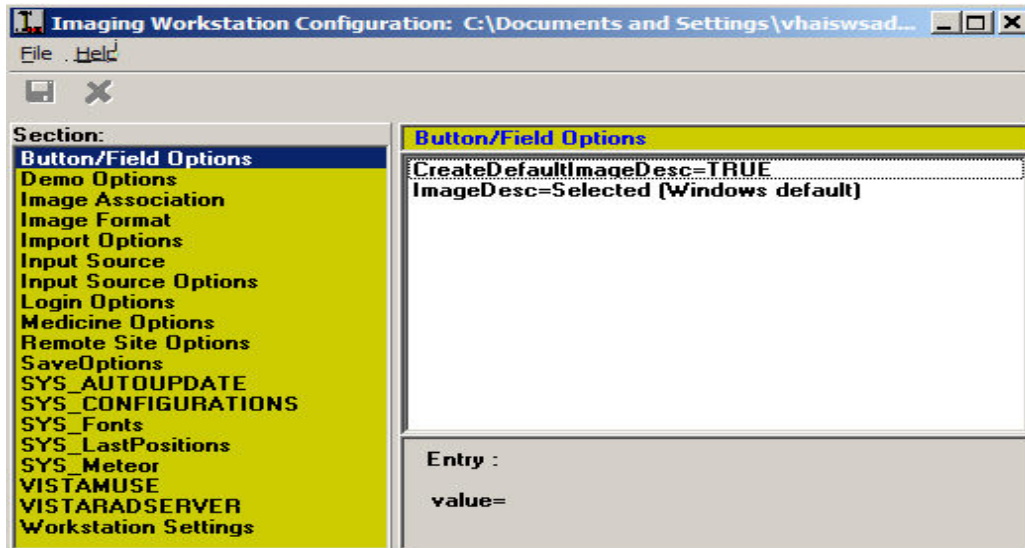 Imaging Workstation Configuration: C:\Documents and Settings\vhaiswsad...
File Help
Section:
Button/Field Options
Demo Options
Image Association
Image Format
Import Options
Input Source
Input Source Options
Login Options
Medicine Options
Remote Site Options
SaveOptions
SYS_AUTOUPDATE
SYS_CONFIGURATIONS
SYS_Fonts
SYS_LastPositions
SYS_Meteor
VISTAMUSE
VISTARADSERVER
Workstation Settings
Button/Field Options
CreateDefaultImageDesc=TRUE
ImageDesc=Selected (Windows default)
Entry :
value=